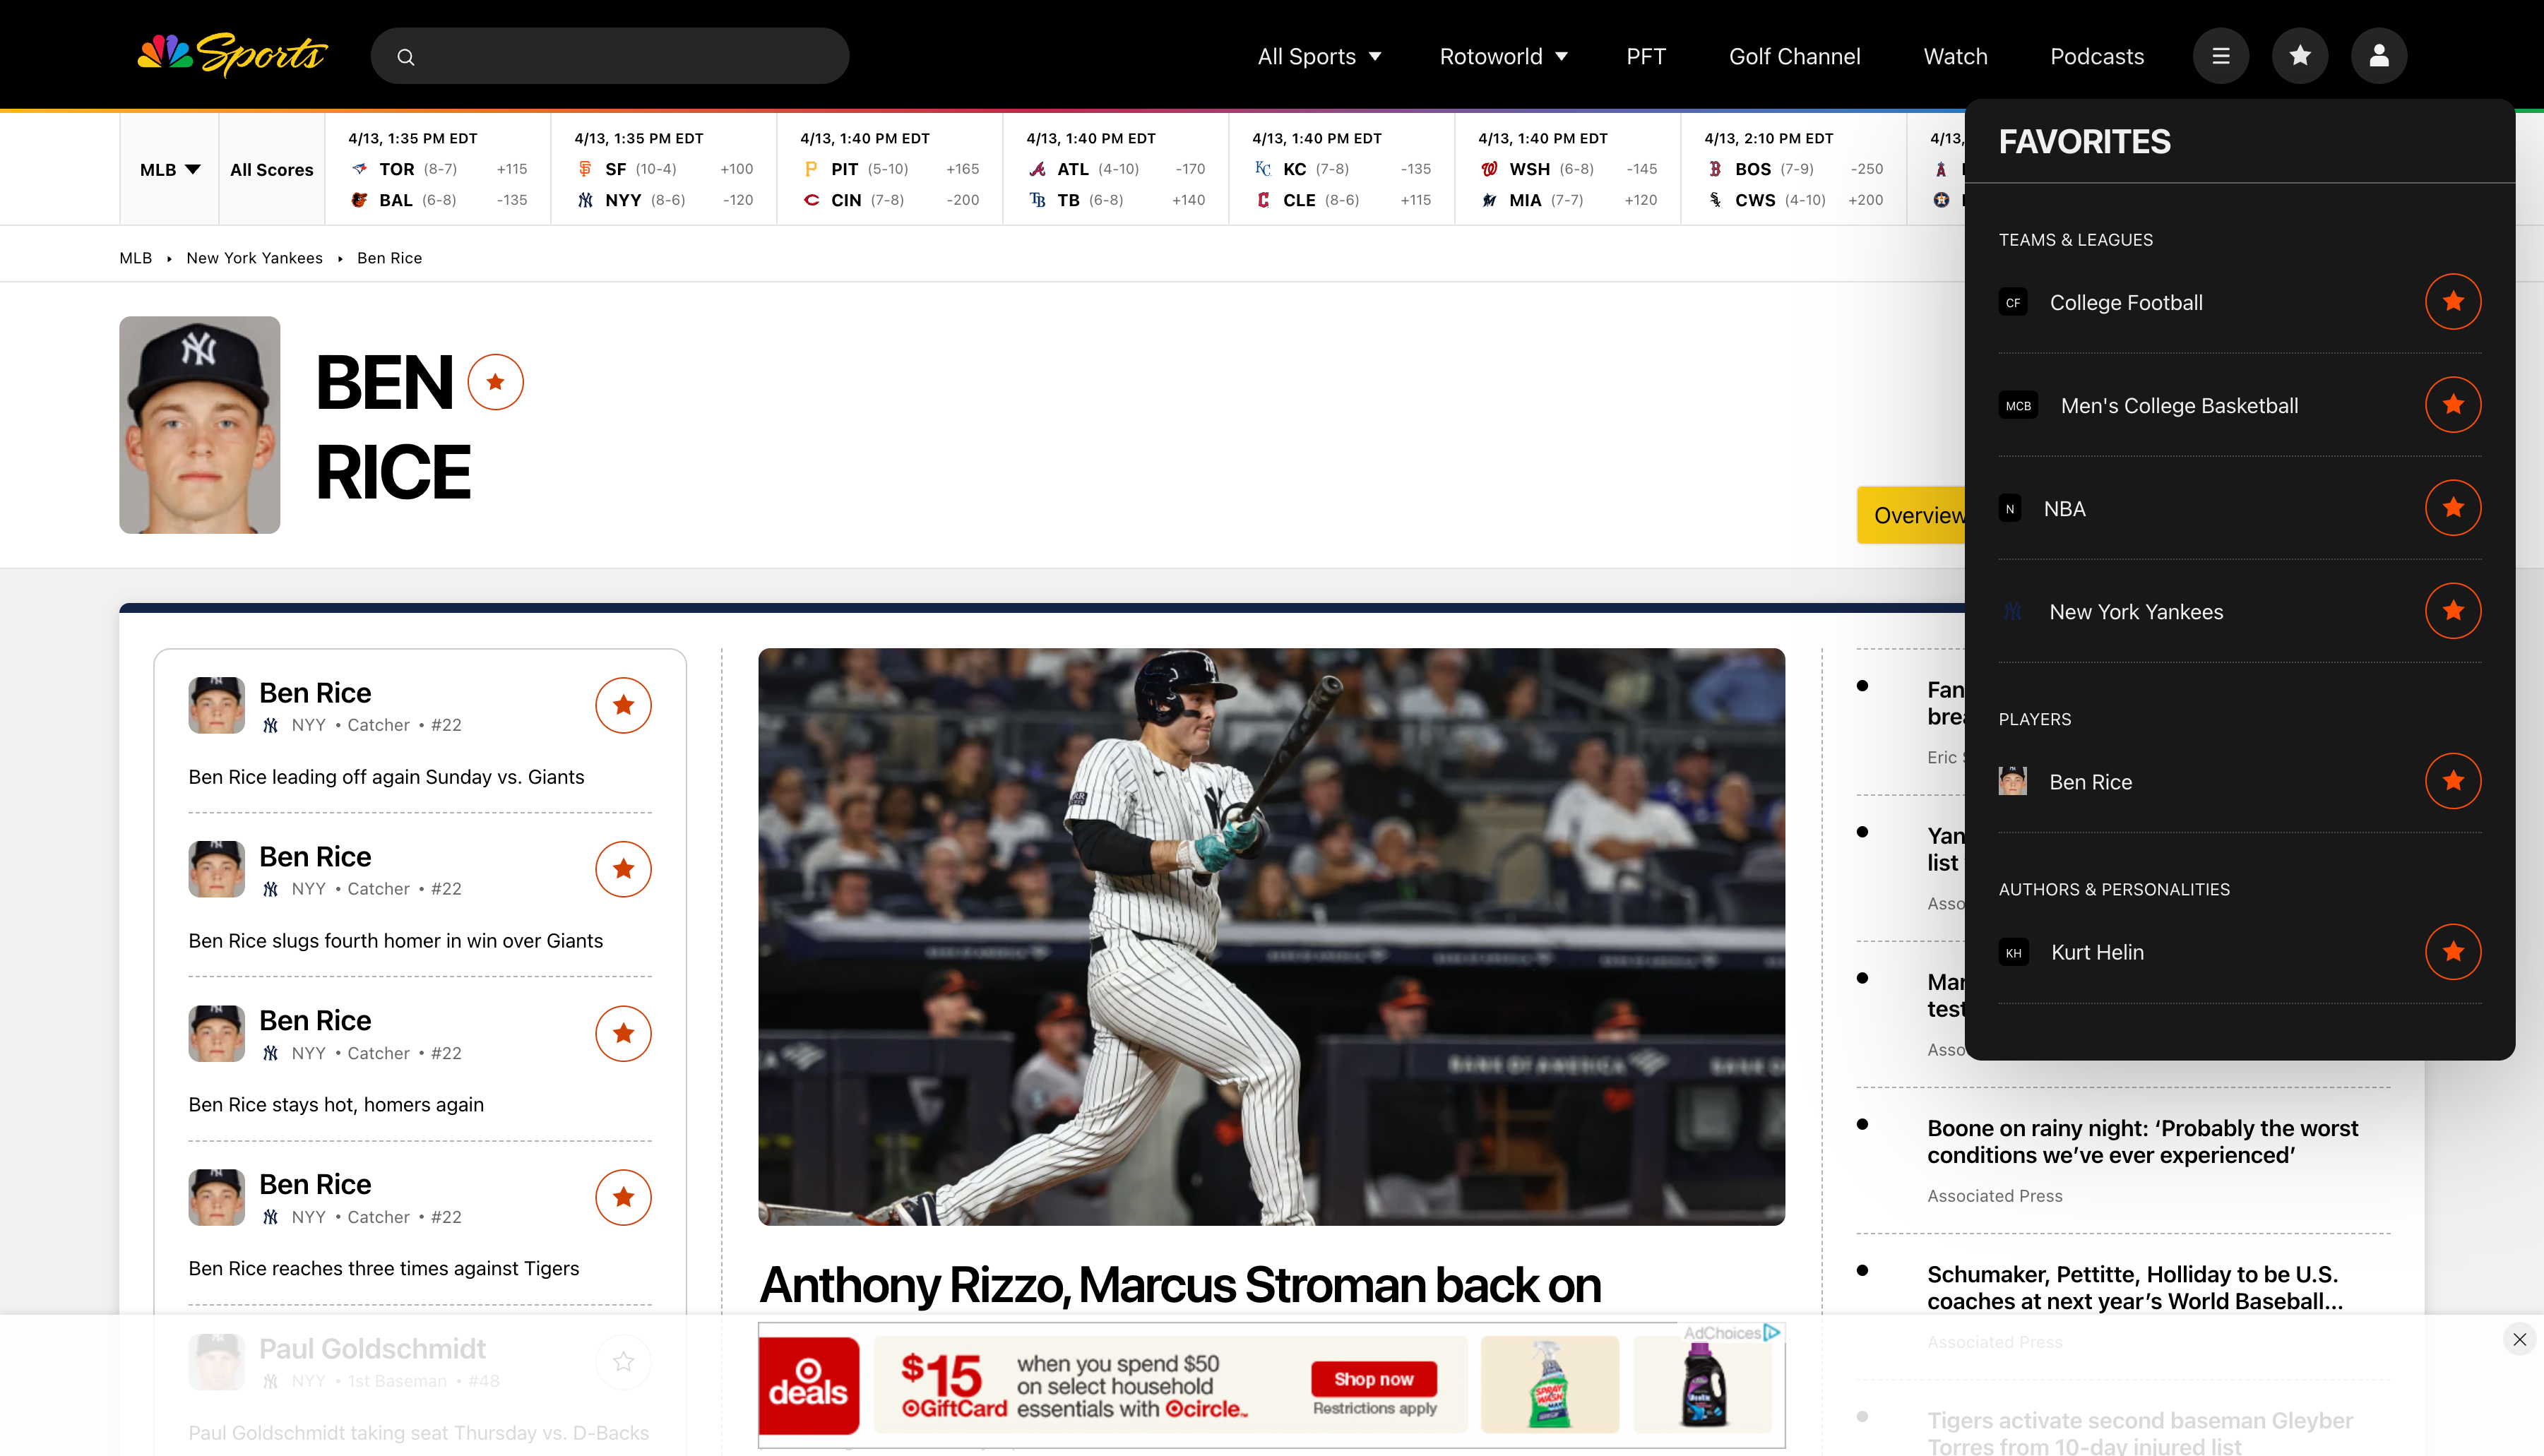 Sports
All Sports
Rotoworld
PFT
Golf Channel
Watch
Podcasts
MLB
All Scores
4/13, 1:35 PM EDT
TOR (8-7) +115
BAL (6-8) -135
4/13, 1:35 PM EDT
SF (10-4) +100
NYY (8-6) -120
4/13, 1:40 PM EDT
PIT (5-10) +165
CIN (7-8) -200
4/13, 1:40 PM EDT
ATL (4-10) -170
TB (6-8) +140
4/13, 1:40 PM EDT
KC (7-8) -135
CLE (8-6) +115
4/13, 1:40 PM EDT
WSH (6-8) -145
MIA (7-7) +120
4/13, 2:10 PM EDT
BOS (7-9) -250
CWS (4-10) +200
4/13,
MLB
New York Yankees
Ben Rice
BEN
RICE
Overview
FAVORITES
TEAMS & LEAGUES
CF College Football
MCB Men's College Basketball
N NBA
New York Yankees
PLAYERS
Ben Rice
AUTHORS & PERSONALITIES
KH Kurt Helin
Ben Rice
NYY • Catcher • #22
Ben Rice leading off again Sunday vs. Giants
Ben Rice
NYY • Catcher • #22
Ben Rice slugs fourth homer in win over Giants
Ben Rice
NYY • Catcher • #22
Ben Rice stays hot, homers again
Ben Rice
NYY • Catcher • #22
Ben Rice reaches three times against Tigers
Paul Goldschmidt
NYY • 1st Baseman • #48
Paul Goldschmidt taking seat Thursday vs. D-Backs
BANK OF AMERICA
Anthony Rizzo, Marcus Stroman back on
Fan
brea
Eric
Yan
list
Asso
Mar
test
Asso
Boone on rainy night: ‘Probably the worst
conditions we’ve ever experienced’
Associated Press
Schumaker, Pettitte, Holliday to be U.S.
coaches at next year’s World Baseball...
Associated Press
Tigers activate second baseman Gleyber
Torres from 10-day injured list
AdChoices
deals
$15
GiftCard
when you spend $50
on select household
essentials with circle™
Shop now
Restrictions apply
SPRAY